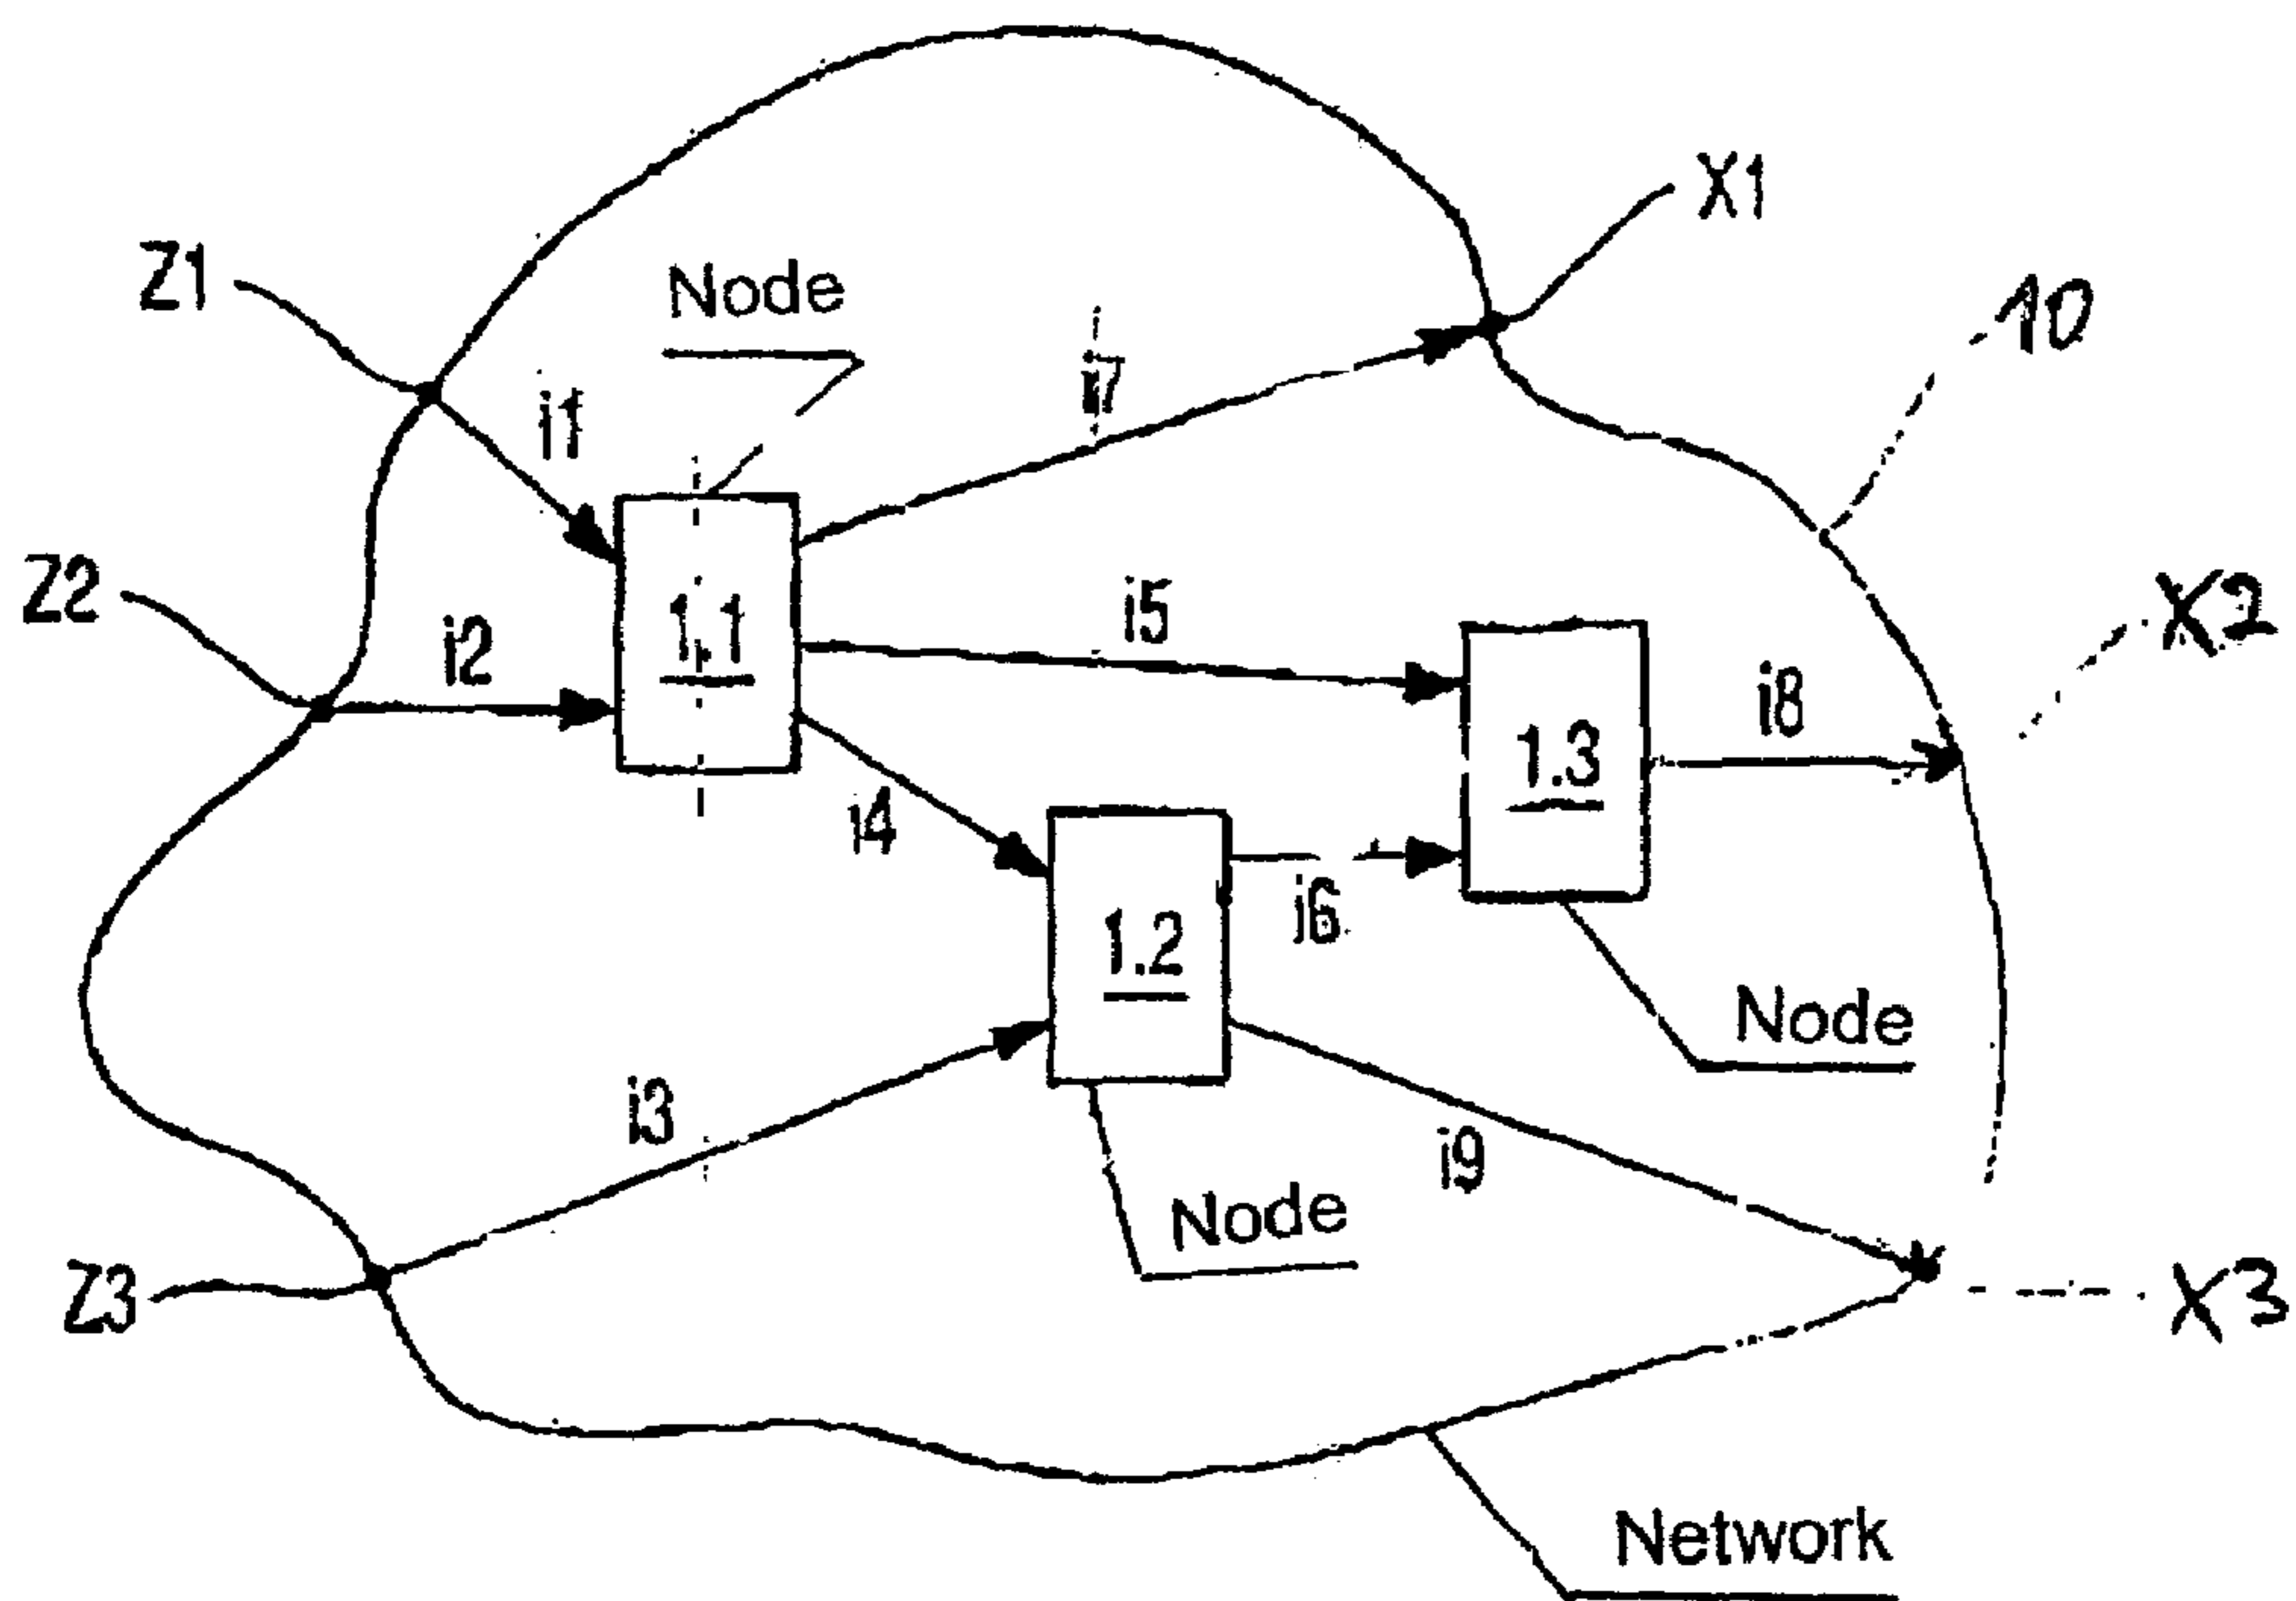 X1
Z1
Node
10
i7
i1
Z2
i5
X2
i2
1.1
i8
1.3
i4
i6
1.2
Node
i3
i9
Node
Z3
X3
Network